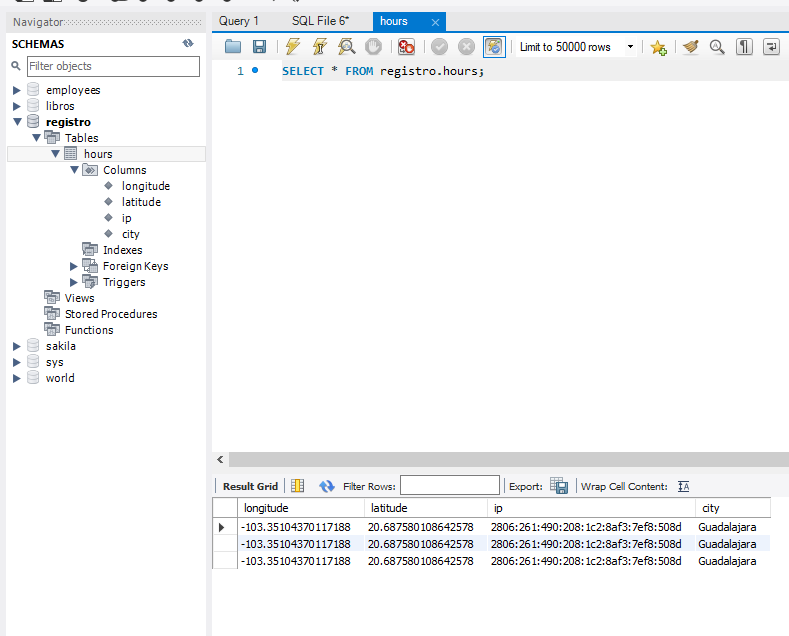 Navigator
SCHEMAS
Filter objects
employees
libros
registro
Tables
hours
Columns
longitude
latitude
ip
city
Indexes
Foreign Keys
Triggers
Views
Stored Procedures
Functions
sakila
sys
world
Query 1 SQL File 6* hours ×
Limit to 50000 rows
1 SELECT * FROM registro.hours;
Result Grid Filter Rows: Export: Wrap Cell Content: IA
longitude latitude ip city
-103.35104370117188 20.687580108642578 2806:261:490:208:1c2:8af3:7ef8:508d Guadalajara
-103.35104370117188 20.687580108642578 2806:261:490:208:1c2:8af3:7ef8:508d Guadalajara
-103.35104370117188 20.687580108642578 2806:261:490:208:1c2:8af3:7ef8:508d Guadalajara